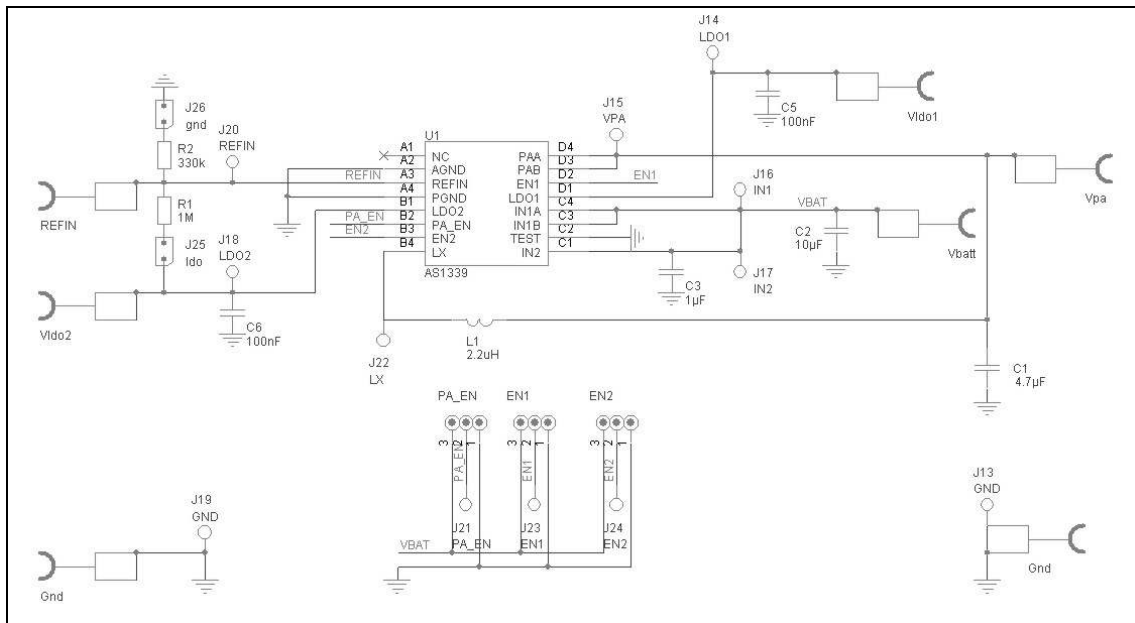 J14
LDO1
J26
gnd
J20
REFIN
R2
330k
J15
VPA
C5
100nF
Vldo1
U1
A1
NC
PAA
D4
A2
AGND
PAB
D3
REFIN
A3
REFIN
EN1
D2
EN1
A4
PGND
LDO1
D1
B1
LDO2
IN1A
C4
PA_EN
B2
PA_EN
IN1B
C3
EN2
B3
EN2
TEST
C2
B4
LX
IN2
C1
AS1339
J16
IN1
VBAT
Vpa
REFIN
R1
1M
J25
ldo
J18
LDO2
C2
10µF
Vbatt
J17
IN2
C3
1µF
Vldo2
C6
100nF
L1
2.2uH
J22
LX
C1
4.7µF
PA_EN
EN1
EN2
3
2
1
3
2
1
3
2
1
PA_EN
EN1
EN2
J21
PA_EN
J23
EN1
J24
EN2
VBAT
J19
GND
Gnd
J13
GND
Gnd